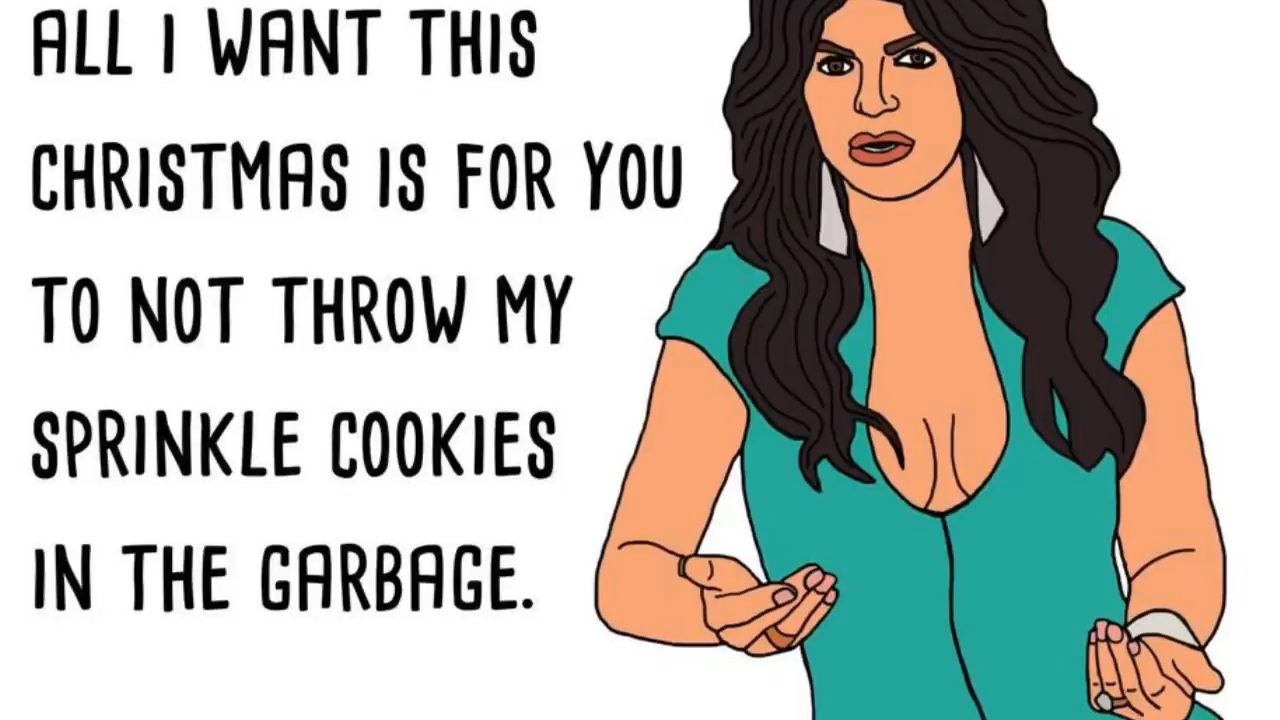 ALL I WANT THIS
CHRISTMAS IS FOR YOU
TO NOT THROW MY
SPRINKLE COOKIES
IN THE GARBAGE.